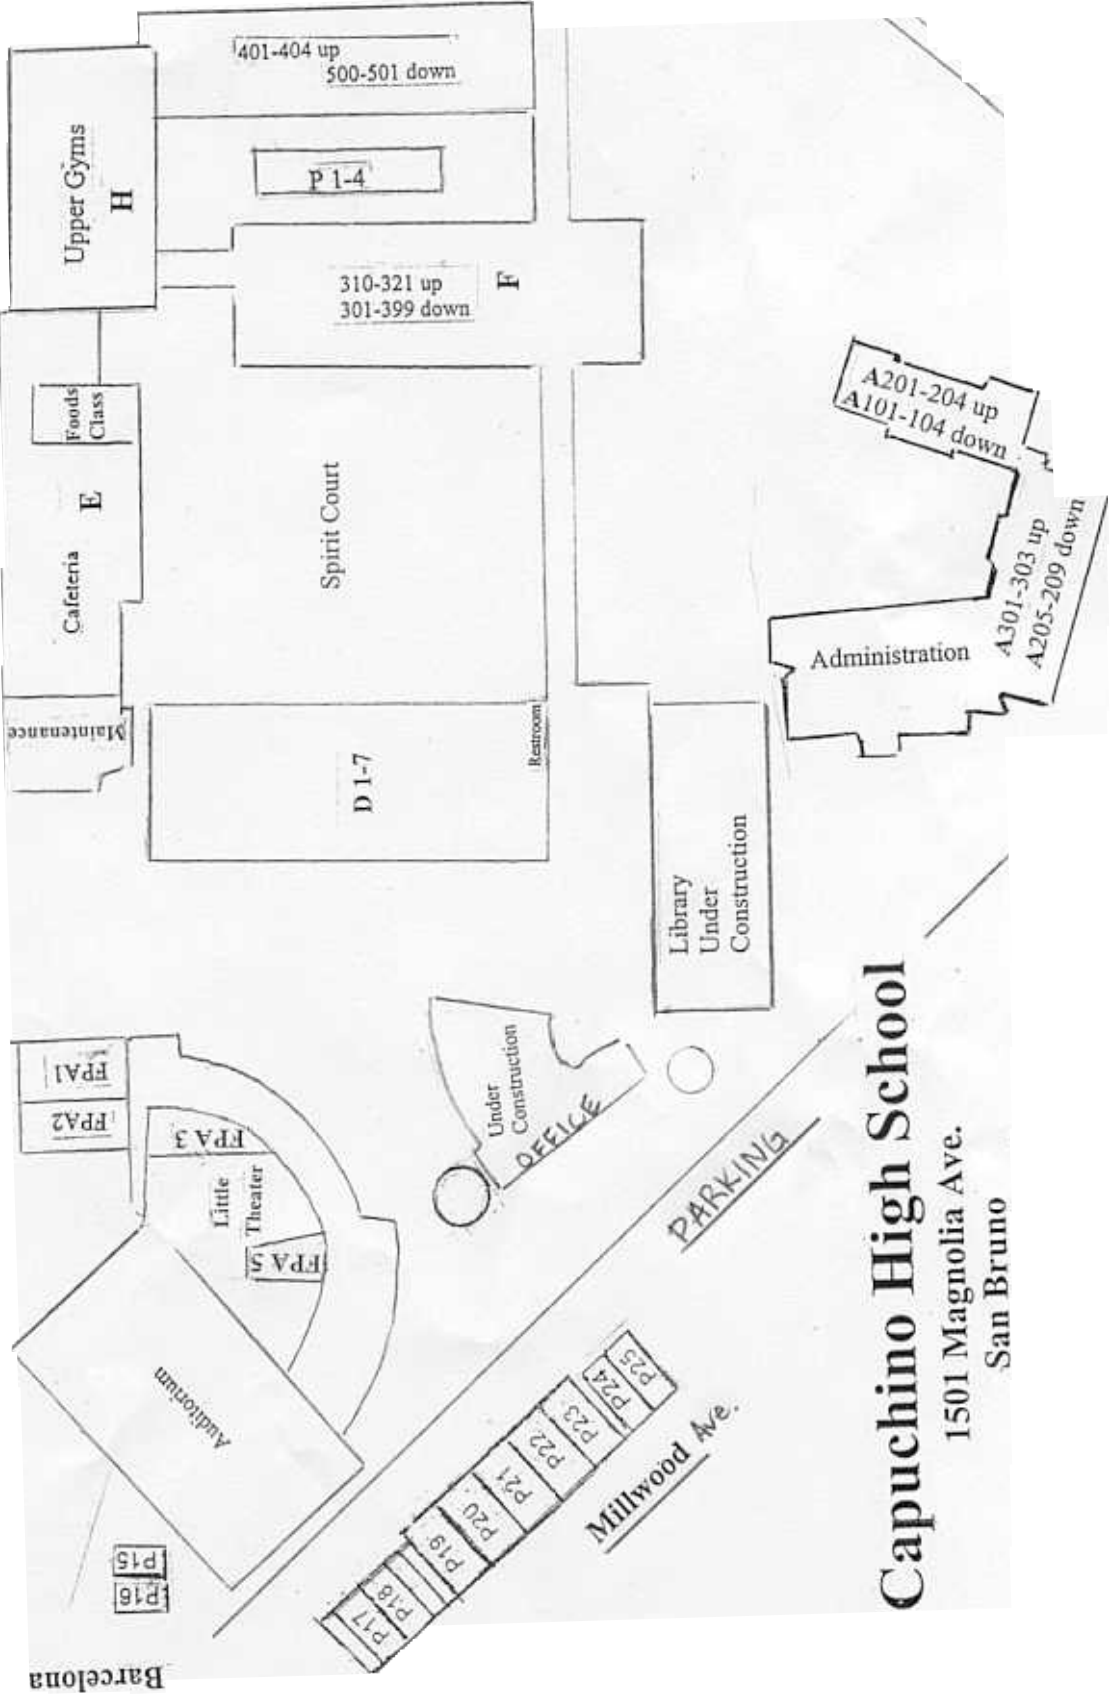 401-404 up
500-501 down
Upper Gyms
H
P 1-4
310-321 up
301-399 down
F
Foods
Class
E
Cafeteria
Spirit Court
A201-204 up
A101-104 down
A301-303 up
A205-209 down
Administration
Maintenance
D 1-7
Restroom
Library
Under
Construction
FPA1
FPA2
FPA 3
Little
Theater
FPA 5
Under
Construction
OFFICE
PARKING
Auditorium
P15
P16
P17
P18
P19
P20
P21
P22
P23
P24
P25
Millwood Ave.
Barcelona
Capuchino High School
1501 Magnolia Ave.
San Bruno